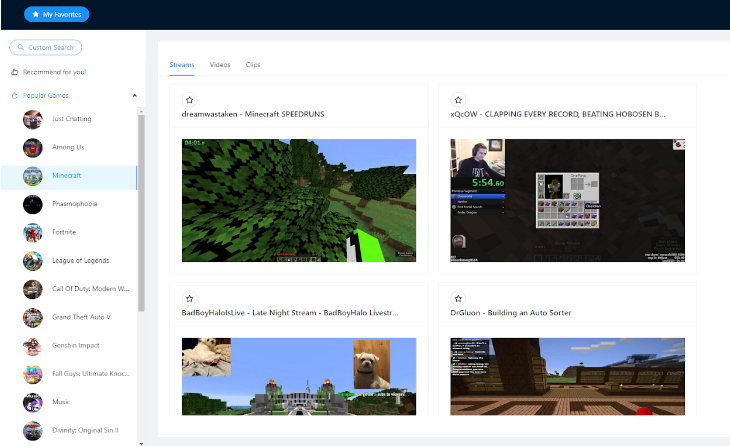 My Favorites
Custom Search
Recommend for you!
Popular Games
Just Chatting
Among Us
Minecraft
Phasmophobia
Fortnite
League of Legends
Call Of Duty: Modern W...
Grand Theft Auto V
Genshin Impact
Fall Guys: Ultimate Knoc...
Music
Divinity: Original Sin II
Streams Videos Clips
dreamwastaken - Minecraft SPEEDRUNS
04:01
xQcOW - CLAPPING EVERY RECORD, BEATING HOBOSEN B...
5:54.60
BadBoyHaloIsLive - Late Night Stream - BadBoyHalo Livestr...
DrGluon - Building an Auto Sorter